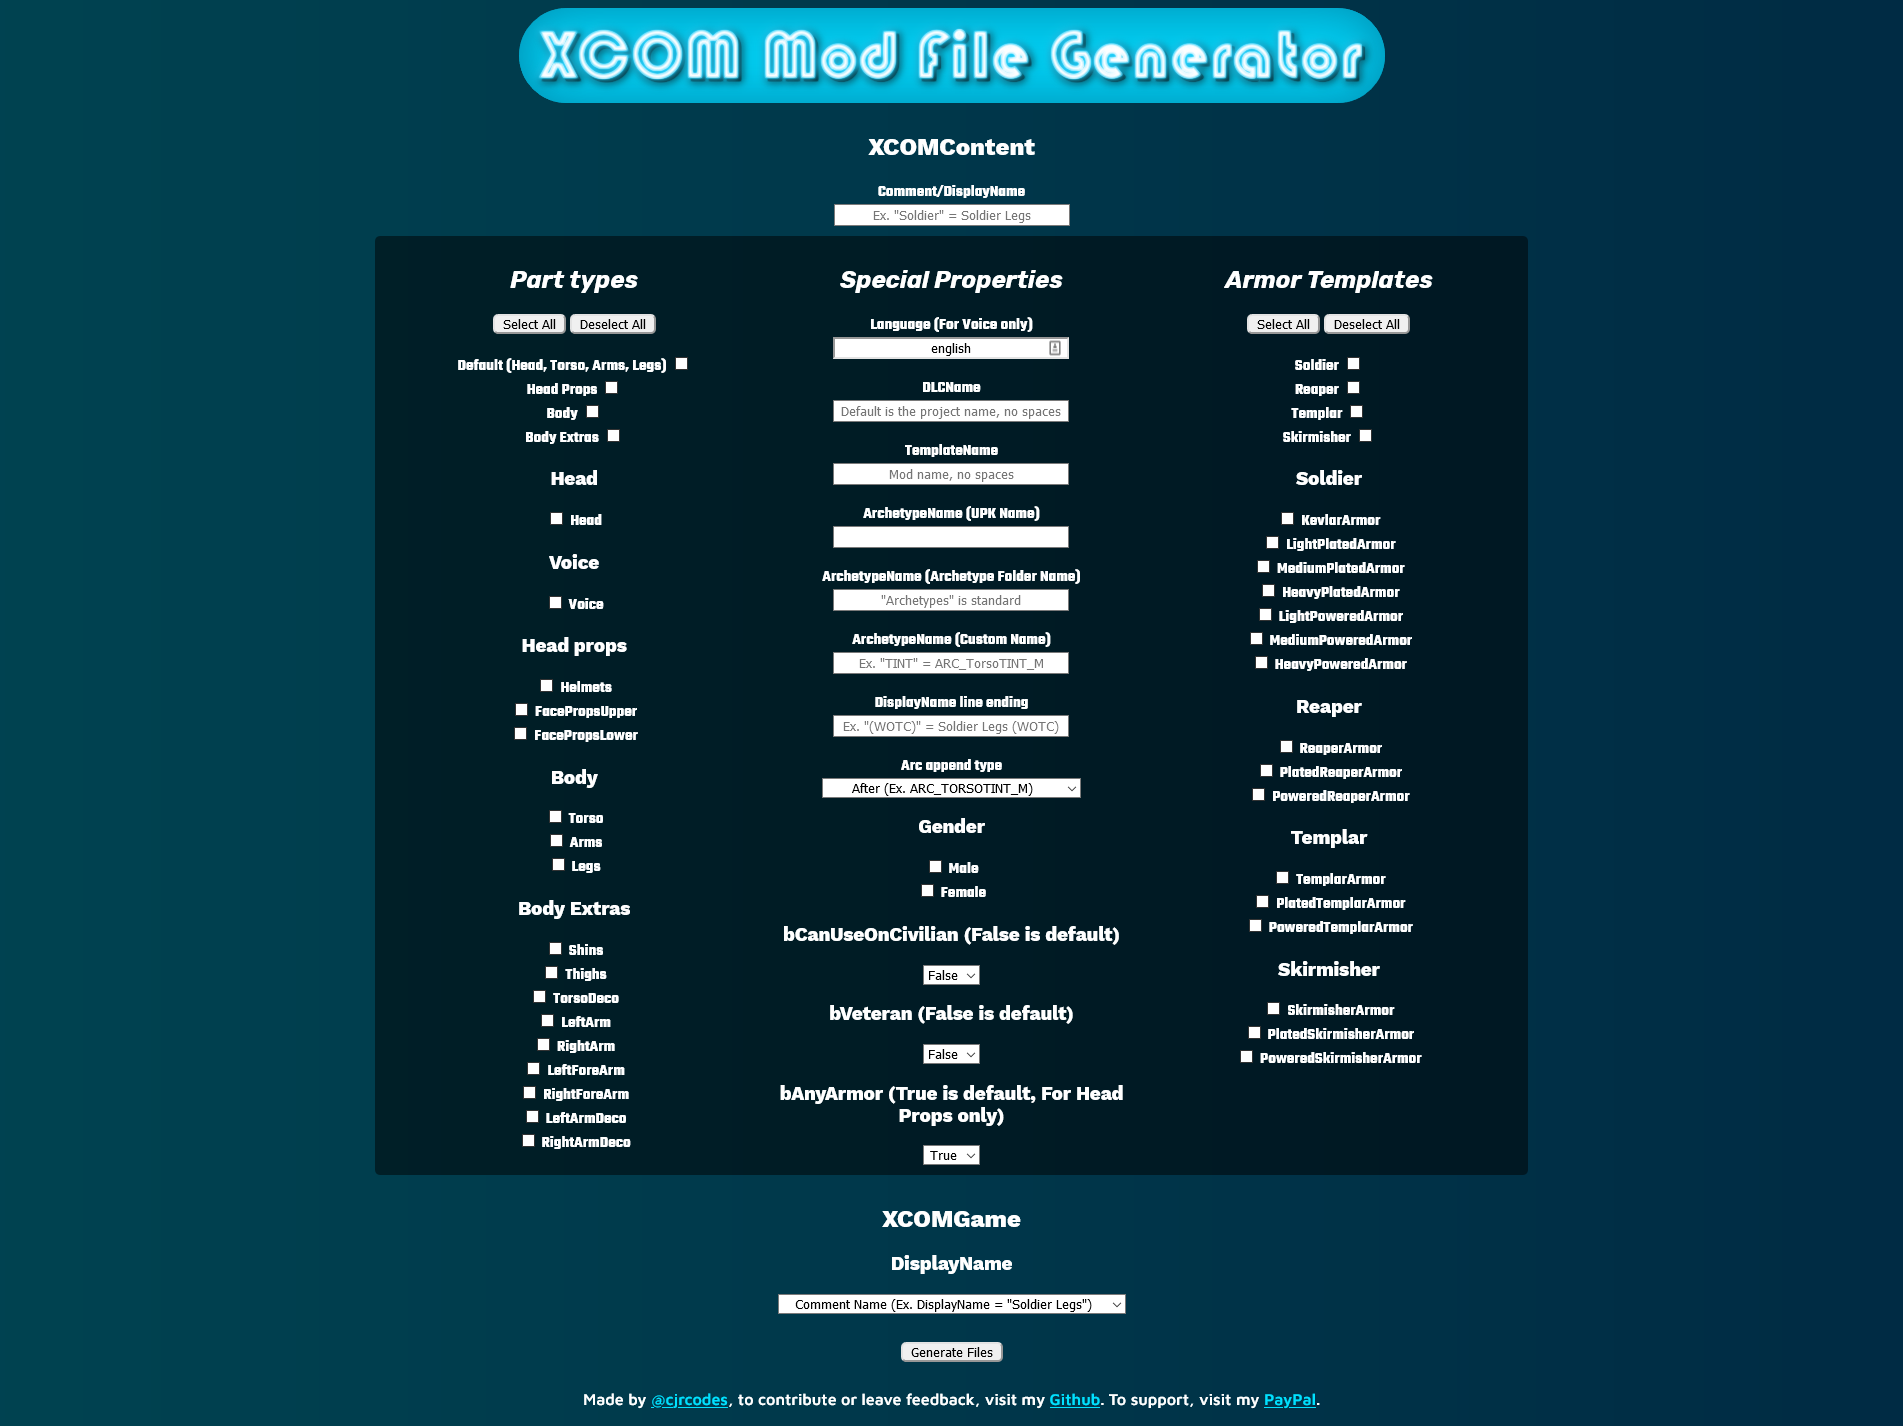 XCOM Mod File Generator
XCOMContent
Comment/DisplayName
Ex. "Soldier" = Soldier Legs
Part types
Select All Deselect All
Default (Head, Torso, Arms, Legs)
Head Props
Body
Body Extras
Head
Head
Voice
Voice
Head props
Helmets
FacePropsUpper
FacePropsLower
Body
Torso
Arms
Legs
Body Extras
Shins
Thighs
TorsoDeco
LeftArm
RightArm
LeftForeArm
RightForeArm
LeftArmDeco
RightArmDeco
Special Properties
Language (For Voice only)
english
DLCName
Default is the project name, no spaces
TemplateName
Mod name, no spaces
ArchetypeName (UPK Name)
ArchetypeName (Archetype Folder Name)
"Archetypes" is standard
ArchetypeName (Custom Name)
Ex. "TINT" = ARC_TorsoTINT_M
DisplayName line ending
Ex. "(WOTC)" = Soldier Legs (WOTC)
Arc append type
After (Ex. ARC_TORSOTINT_M)
Gender
Male
Female
bCanUseOnCivilian (False is default)
False
bVeteran (False is default)
False
bAnyArmor (True is default, For Head
Props only)
True
Armor Templates
Select All Deselect All
Soldier
Reaper
Templar
Skirmisher
Soldier
KevlarArmor
LightPlatedArmor
MediumPlatedArmor
HeavyPlatedArmor
LightPoweredArmor
MediumPoweredArmor
HeavyPoweredArmor
Reaper
ReaperArmor
PlatedReaperArmor
PoweredReaperArmor
Templar
TemplarArmor
PlatedTemplarArmor
PoweredTemplarArmor
Skirmisher
SkirmisherArmor
PlatedSkirmisherArmor
PoweredSkirmisherArmor
XCOMGame
DisplayName
Comment Name (Ex. DisplayName = "Soldier Legs")
Generate Files
Made by @cjrcodes, to contribute or leave feedback, visit my Github. To support, visit my PayPal.